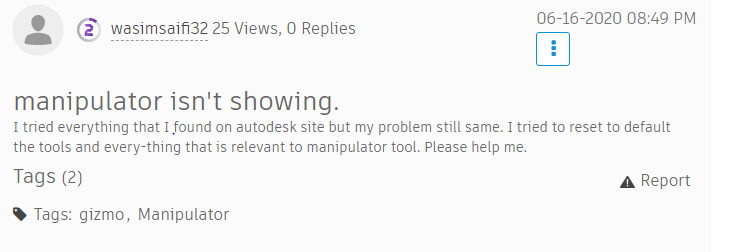 06-16-2020 08:49 PM
2 wasimsaifi32 25 Views, 0 Replies
manipulator isn't showing.
I tried everything that I found on autodesk site but my problem still same. I tried to reset to default
the tools and every-thing that is relevant to manipulator tool. Please help me.
Tags (2)
Report
Tags: gizmo, Manipulator